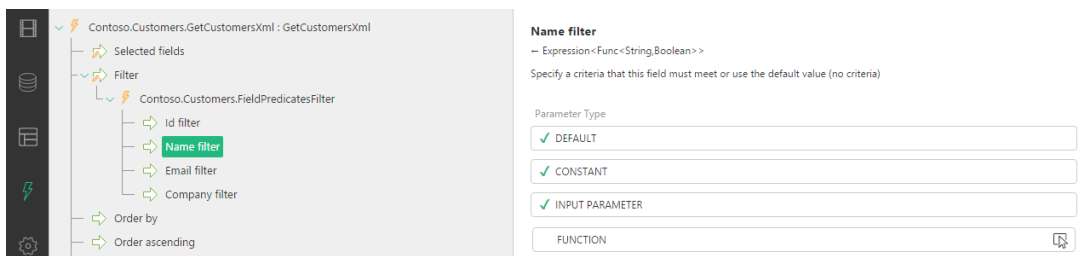 Contoso.Customers.GetCustomersXml : GetCustomersXml
Selected fields
Filter
Contoso.Customers.FieldPredicatesFilter
Id filter
Name filter
Email filter
Company filter
Order by
Order ascending
Name filter
← Expression<Func<String,Boolean>>
Specify a criteria that this field must meet or use the default value (no criteria)
Parameter Type
DEFAULT
CONSTANT
INPUT PARAMETER
FUNCTION